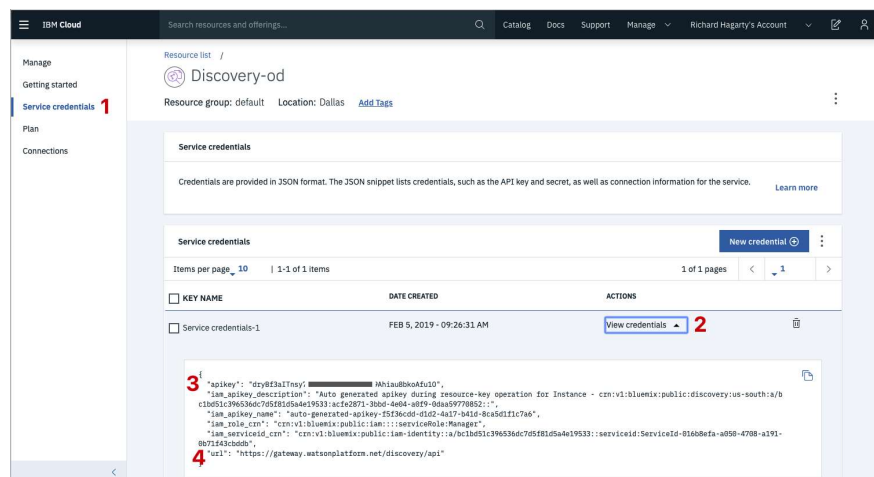 IBM Cloud
Search resources and offerings...
Catalog Docs Support Manage Richard Hagarty's Account
Manage
Getting started
Service credentials 1
Plan
Connections
Resource list /
Discovery-od
Resource group: default Location: Dallas Add Tags
Service credentials
Credentials are provided in JSON format. The JSON snippet lists credentials, such as the API key and secret, as well as connection information for the service. Learn more
Service credentials
New credential
Items per page 10 | 1-1 of 1 items 1 of 1 pages < 1 >
KEY NAME DATE CREATED ACTIONS
Service credentials-1 FEB 5, 2019 - 09:26:31 AM View credentials 2
{
3 "apikey": "dryBf3aITnsy AhiauBbkoAfulO",
"iam_apikey_description": "Auto generated apikey during resource-key operation for Instance - crn:v1:bluemix:public:discovery:us-south:a/b
c1bd51c396536dc7d5f81d5a4e19533:acfe2871-3bbd-4e04-a0f9-0daa59770852::",
"iam_apikey_name": "auto-generated-apikey-f5f36cdd-d1d2-4a17-b41d-8ca5d1f1c7a6",
"iam_role_crn": "crn:v1:bluemix:public:iam::::serviceRole:Manager",
"iam_serviceid_crn": "crn:v1:bluemix:public:iam-identity::a/bc1bd51c396536dc7d5f81d5a4e19533::serviceid:ServiceId-016b8efa-a050-4708-a191-
0b71f43cbddb",
4 "url": "https://gateway.watsonplatform.net/discovery/api"
}